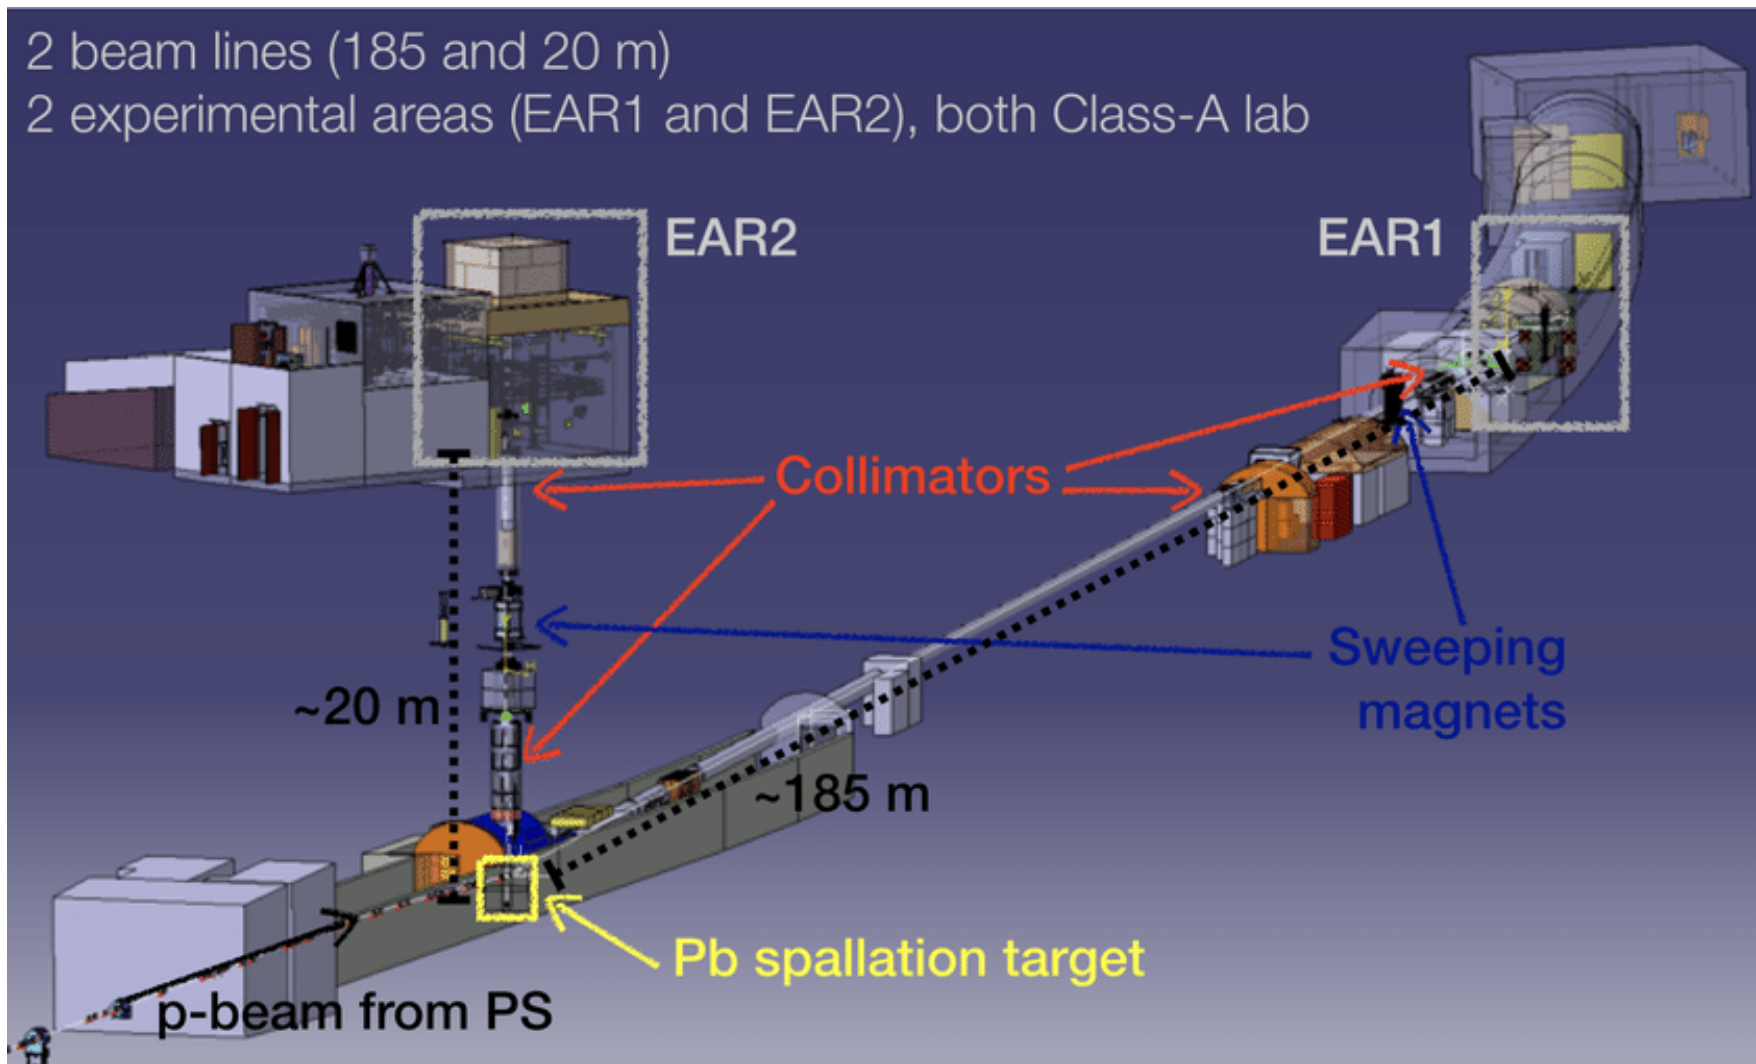 2 beam lines (185 and 20 m)
2 experimental areas (EAR1 and EAR2), both Class-A lab
EAR2
EAR1
Collimators
Sweeping
magnets
~20 m
~185 m
Pb spallation target
p-beam from PS